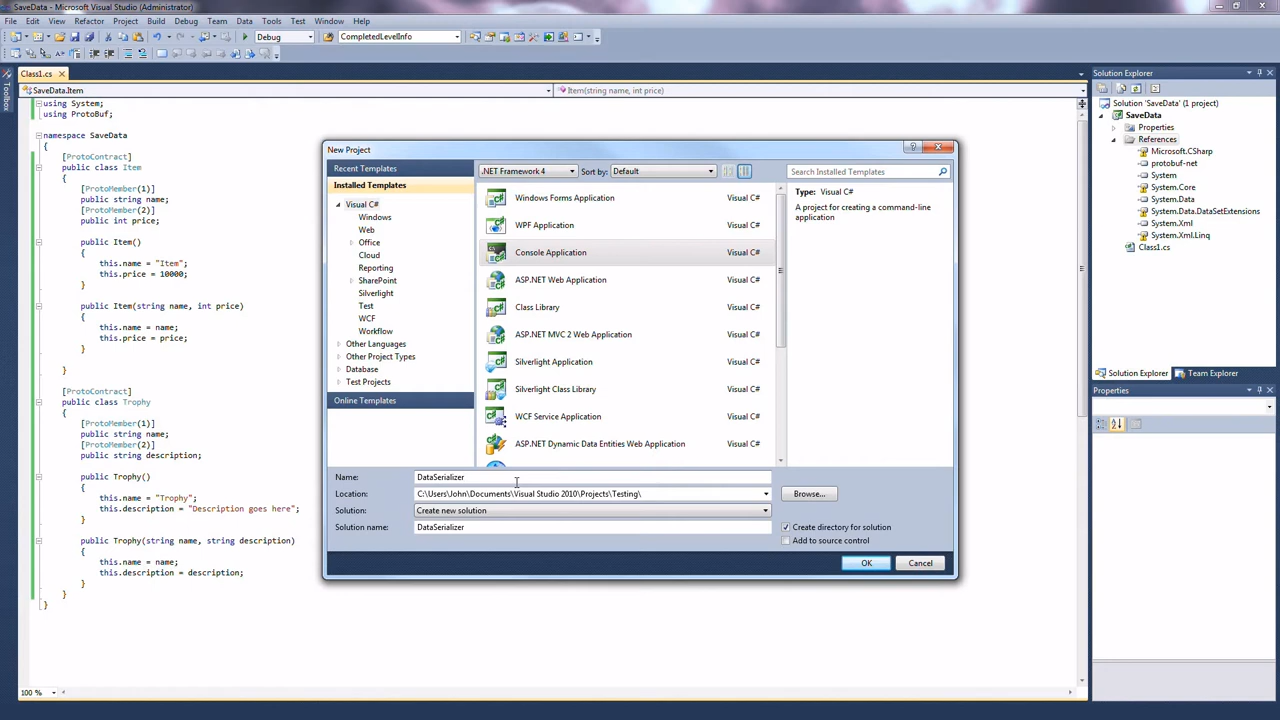 SaveData - Microsoft Visual Studio (Administrator)
File Edit View Refactor Project Build Debug Team Data Tools Test Window Help
Debug CompletedLevelInfo
Toolbox
Class1.cs
SaveData.Item Item(string name, int price)
using System;
using ProtoBuf;
namespace SaveData
{
[ProtoContract]
public class Item
{
[ProtoMember(1)]
public string name;
[ProtoMember(2)]
public int price;
public Item()
{
this.name = "Item";
this.price = 10000;
}
public Item(string name, int price)
{
this.name = name;
this.price = price;
}
}
[ProtoContract]
public class Trophy
{
[ProtoMember(1)]
public string name;
[ProtoMember(2)]
public string description;
public Trophy()
{
this.name = "Trophy";
this.description = "Description goes here";
}
public Trophy(string name, string description)
{
this.name = name;
this.description = description;
}
}
}
100 %
New Project
Recent Templates
Installed Templates
Visual C#
Windows
Web
Office
Cloud
Reporting
SharePoint
Silverlight
Test
WCF
Workflow
Other Languages
Other Project Types
Database
Test Projects
Online Templates
.NET Framework 4 Sort by: Default
Windows Forms Application Visual C#
WPF Application Visual C#
Console Application Visual C#
ASP.NET Web Application Visual C#
Class Library Visual C#
ASP.NET MVC 2 Web Application Visual C#
Silverlight Application Visual C#
Silverlight Class Library Visual C#
WCF Service Application Visual C#
ASP.NET Dynamic Data Entities Web Application Visual C#
Search Installed Templates
Type: Visual C#
A project for creating a command-line
application
Name: DataSerializer
Location: C:\Users\John\Documents\Visual Studio 2010\Projects\Testing\
Browse...
Solution: Create new solution
Solution name: DataSerializer
Create directory for solution
Add to source control
OK Cancel
Solution Explorer
Solution 'SaveData' (1 project)
SaveData
Properties
References
Microsoft.CSharp
protobuf-net
System
System.Core
System.Data
System.Data.DataSetExtensions
System.Xml
System.Xml.Linq
Class1.cs
Solution Explorer Team Explorer
Properties